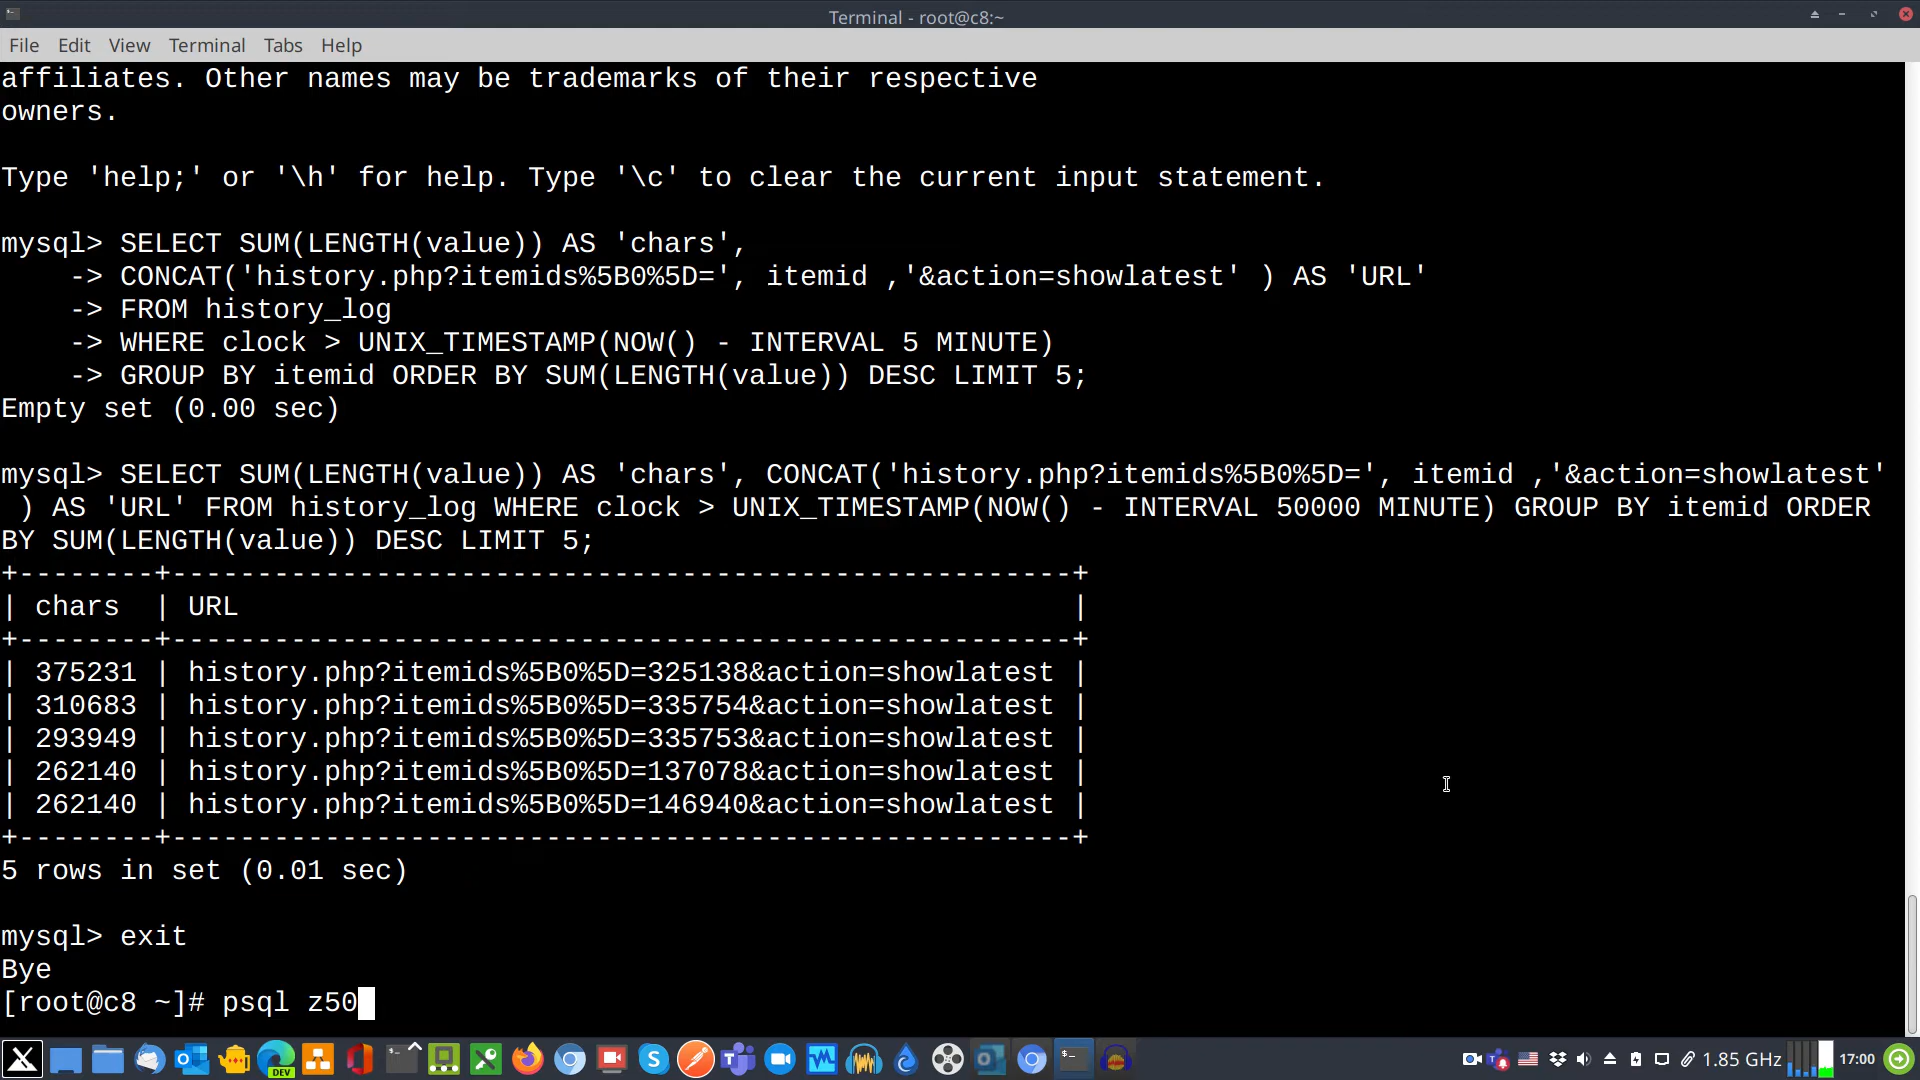 Terminal - root@c8:~
File Edit View Terminal Tabs Help
affiliates. Other names may be trademarks of their respective
owners.
Type 'help;' or '\h' for help. Type '\c' to clear the current input statement.
mysql> SELECT SUM(LENGTH(value)) AS 'chars',
    -> CONCAT('history.php?itemids%5B0%5D=', itemid ,'&action=showlatest' ) AS 'URL'
    -> FROM history_log
    -> WHERE clock > UNIX_TIMESTAMP(NOW() - INTERVAL 5 MINUTE)
    -> GROUP BY itemid ORDER BY SUM(LENGTH(value)) DESC LIMIT 5;
Empty set (0.00 sec)
mysql> SELECT SUM(LENGTH(value)) AS 'chars', CONCAT('history.php?itemids%5B0%5D=', itemid ,'&action=showlatest'
 ) AS 'URL' FROM history_log WHERE clock > UNIX_TIMESTAMP(NOW() - INTERVAL 50000 MINUTE) GROUP BY itemid ORDER
BY SUM(LENGTH(value)) DESC LIMIT 5;
+--------+-----------------------------------------------------+
| chars  | URL                                                 |
+--------+-----------------------------------------------------+
| 375231 | history.php?itemids%5B0%5D=325138&action=showlatest |
| 310683 | history.php?itemids%5B0%5D=335754&action=showlatest |
| 293949 | history.php?itemids%5B0%5D=335753&action=showlatest |
| 262140 | history.php?itemids%5B0%5D=137078&action=showlatest |
| 262140 | history.php?itemids%5B0%5D=146940&action=showlatest |
+--------+-----------------------------------------------------+
5 rows in set (0.01 sec)
mysql> exit
Bye
[root@c8 ~]# psql z50
DEV
1.85 GHz
17:00